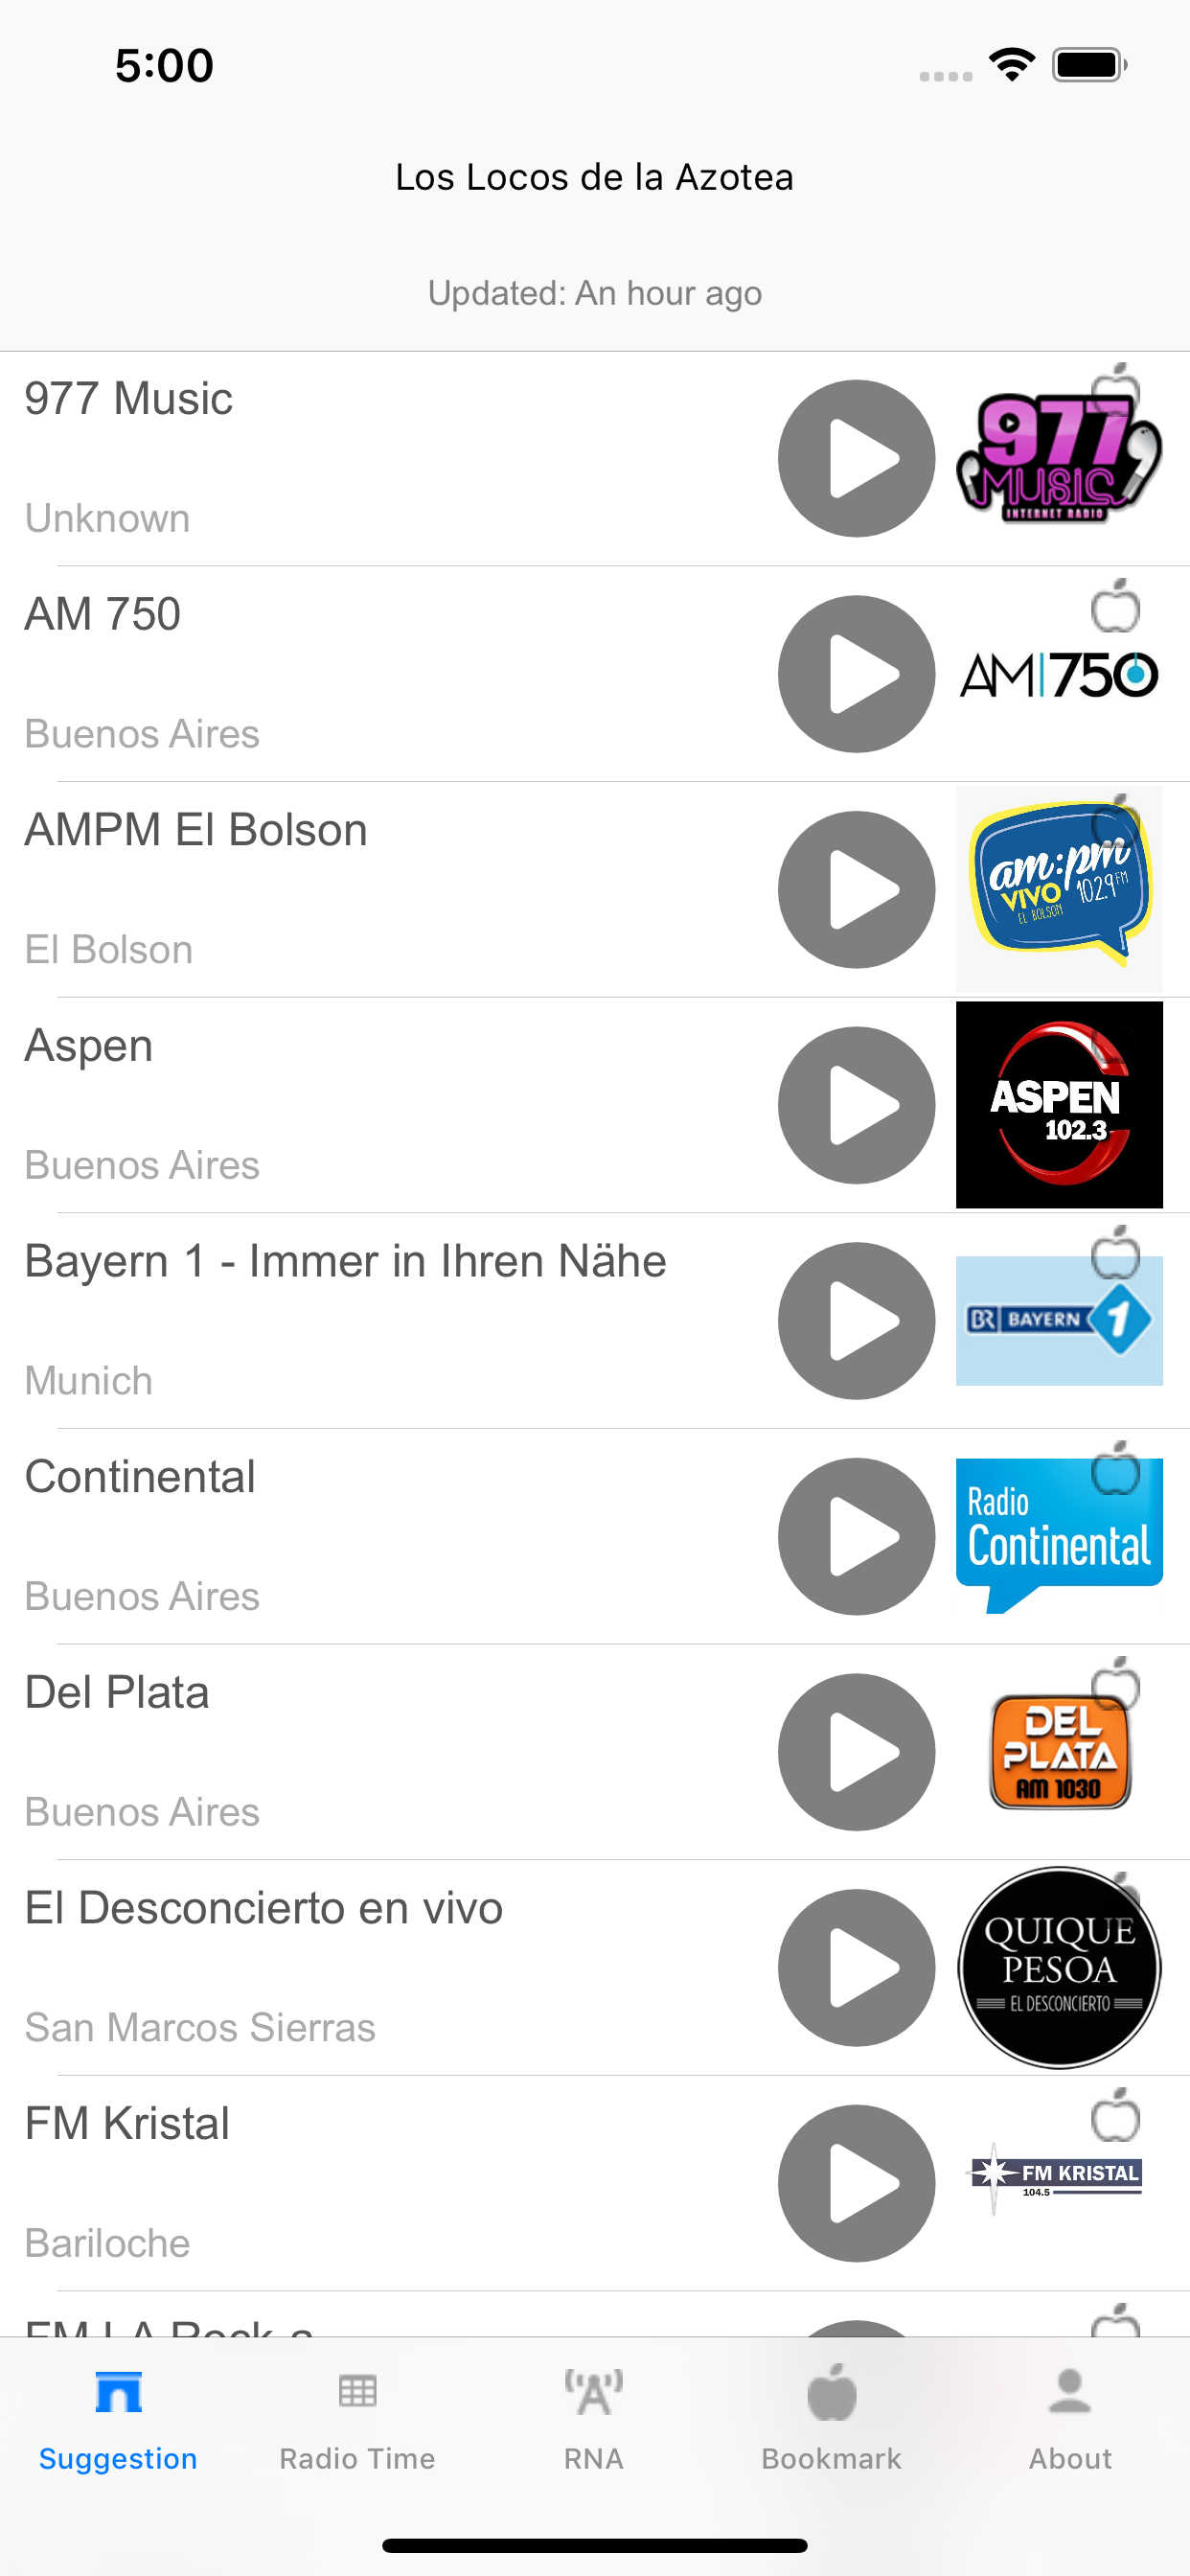 5:00
Los Locos de la Azotea
Updated: An hour ago
977 Music
Unknown
977
MUSIC
INTERNET RADIO
AM 750
Buenos Aires
AM|750
AMPM El Bolson
El Bolson
am:pm
VIVO 102.9 FM
EL BOLSON
Aspen
Buenos Aires
ASPEN
102.3
Bayern 1 - Immer in Ihren Nähe
Munich
BR BAYERN 1
Continental
Buenos Aires
Radio
Continental
Del Plata
Buenos Aires
DEL
PLATA
AM 1030
El Desconcierto en vivo
San Marcos Sierras
QUIQUE
PESOA
EL DESCONCIERTO
FM Kristal
Bariloche
FM KRISTAL
104.5
FM LA Rock-a
Suggestion
Radio Time
RNA
Bookmark
About